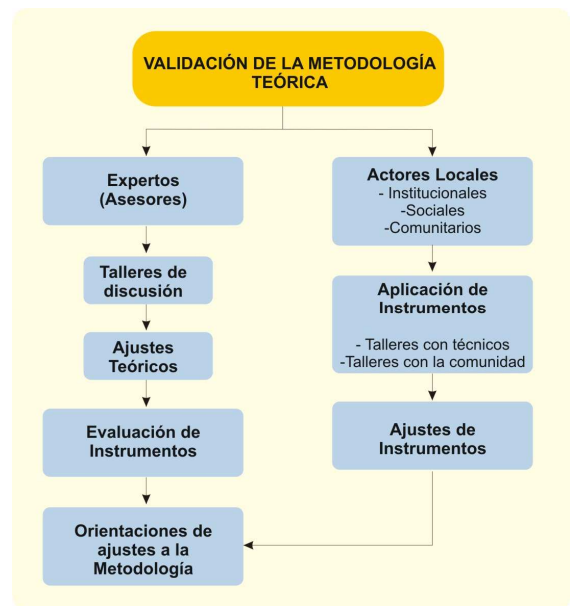 VALIDACIÓN DE LA METODOLOGÍA
TEÓRICA
Expertos
(Asesores)
Talleres de
discusión
Ajustes
Teóricos
Evaluación de
Instrumentos
Orientaciones de
ajustes a la
Metodología
Actores Locales
- Institucionales
-Sociales
-Comunitarios
Aplicación de
Instrumentos
- Talleres con técnicos
-Talleres con la comunidad
Ajustes de
Instrumentos